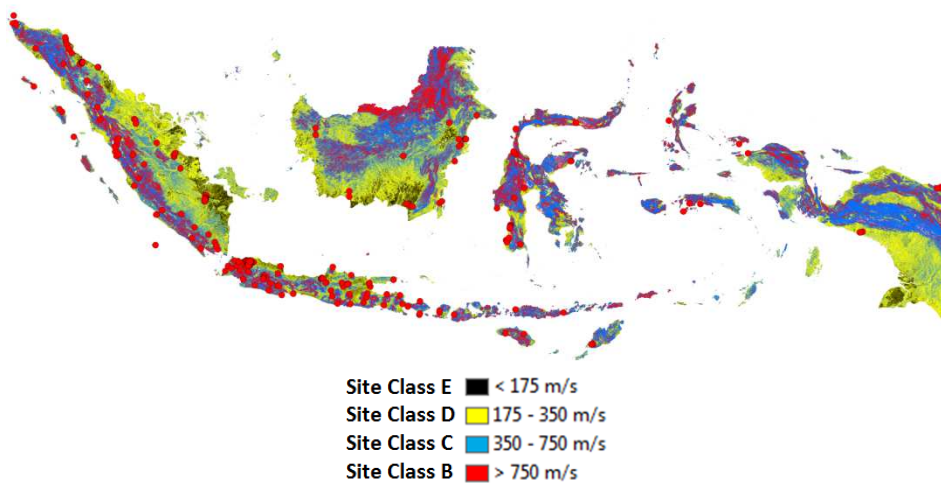 Site Class E < 175 m/s
Site Class D 175 - 350 m/s
Site Class C 350 - 750 m/s
Site Class B > 750 m/s